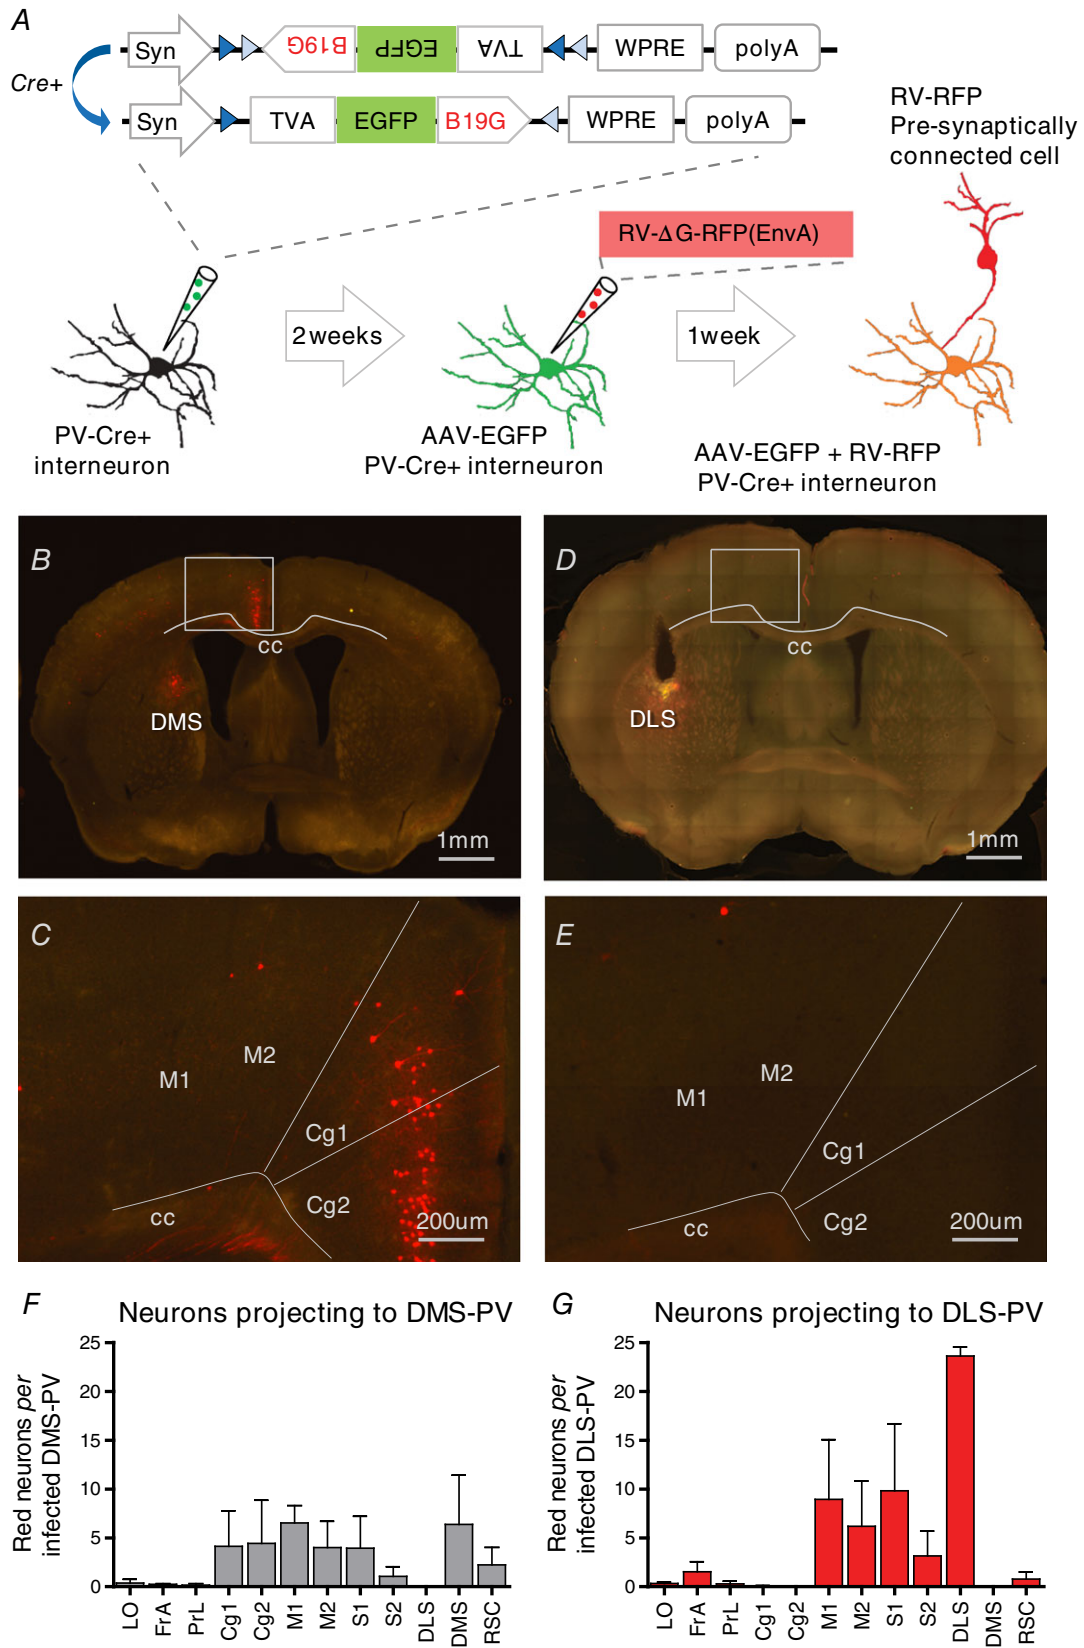 A
Syn
B19G
EGFP
TVA
WPRE
polyA
Cre+
Syn
TVA
EGFP
B19G
WPRE
polyA
RV-RFP
Pre-synaptically
connected cell
RV-ΔG-RFP(EnvA)
2weeks
1week
PV-Cre+
interneuron
AAV-EGFP
PV-Cre+ interneuron
AAV-EGFP + RV-RFP
PV-Cre+ interneuron
B
cc
DMS
1mm
D
cc
DLS
1mm
C
M2
M1
Cg1
Cg2
cc
200um
E
M2
M1
Cg1
Cg2
cc
200um
F
Neurons projecting to DMS-PV
Red neurons per
infected DMS-PV
25
20
15
10
5
0
LO
FrA
PrL
Cg1
Cg2
M1
M2
S1
S2
DLS
DMS
RSC
G
Neurons projecting to DLS-PV
Red neurons per
infected DLS-PV
25
20
15
10
5
0
LO
FrA
PrL
Cg1
Cg2
M1
M2
S1
S2
DLS
DMS
RSC